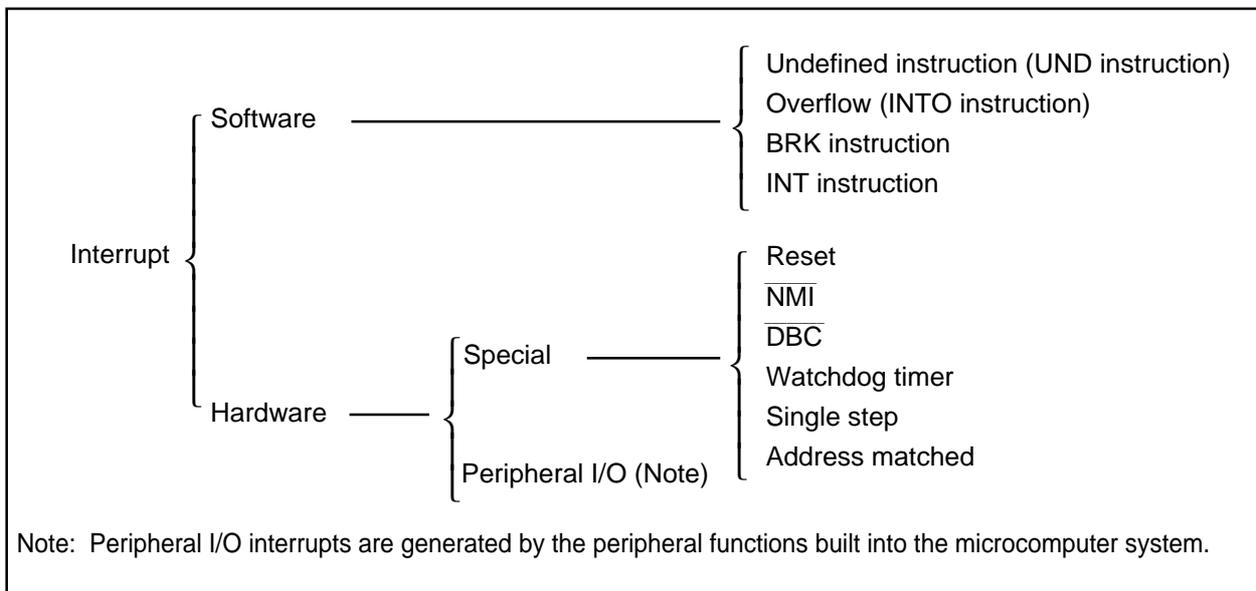 Interrupt
Software
Undefined instruction (UND instruction)
Overflow (INTO instruction)
BRK instruction
INT instruction
Hardware
Special
Reset
N̅M̅I̅
D̅B̅C̅
Watchdog timer
Single step
Address matched
Peripheral I/O (Note)
Note: Peripheral I/O interrupts are generated by the peripheral functions built into the microcomputer system.